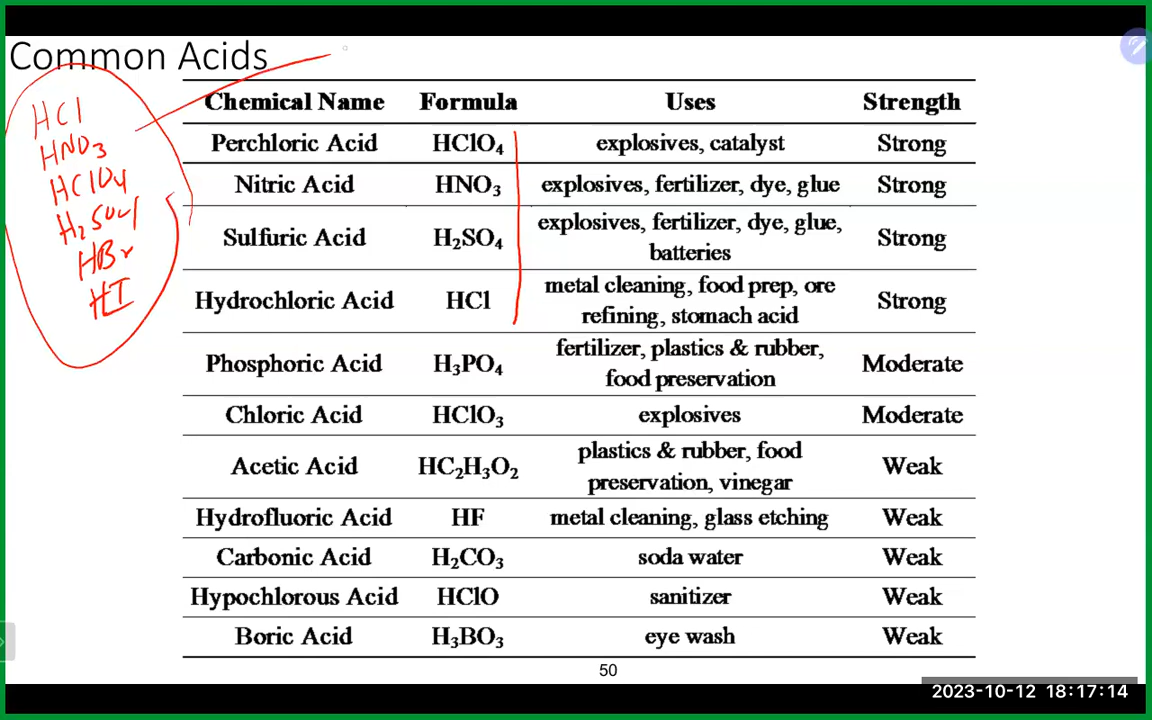 Common Acids
HCl
HNO3
HClO4
H2SO4
HBr
HI
Chemical Name Formula Uses Strength
Perchloric Acid HClO₄ explosives, catalyst Strong
Nitric Acid HNO₃ explosives, fertilizer, dye, glue Strong
Sulfuric Acid H₂SO₄ explosives, fertilizer, dye, glue, Strong
batteries
Hydrochloric Acid HCl metal cleaning, food prep, ore Strong
refining, stomach acid
Phosphoric Acid H₃PO₄ fertilizer, plastics & rubber, Moderate
food preservation
Chloric Acid HClO₃ explosives Moderate
Acetic Acid HC₂H₃O₂ plastics & rubber, food Weak
preservation, vinegar
Hydrofluoric Acid HF metal cleaning, glass etching Weak
Carbonic Acid H₂CO₃ soda water Weak
Hypochlorous Acid HClO sanitizer Weak
Boric Acid H₃BO₃ eye wash Weak
50
2023-10-12 18:17:14